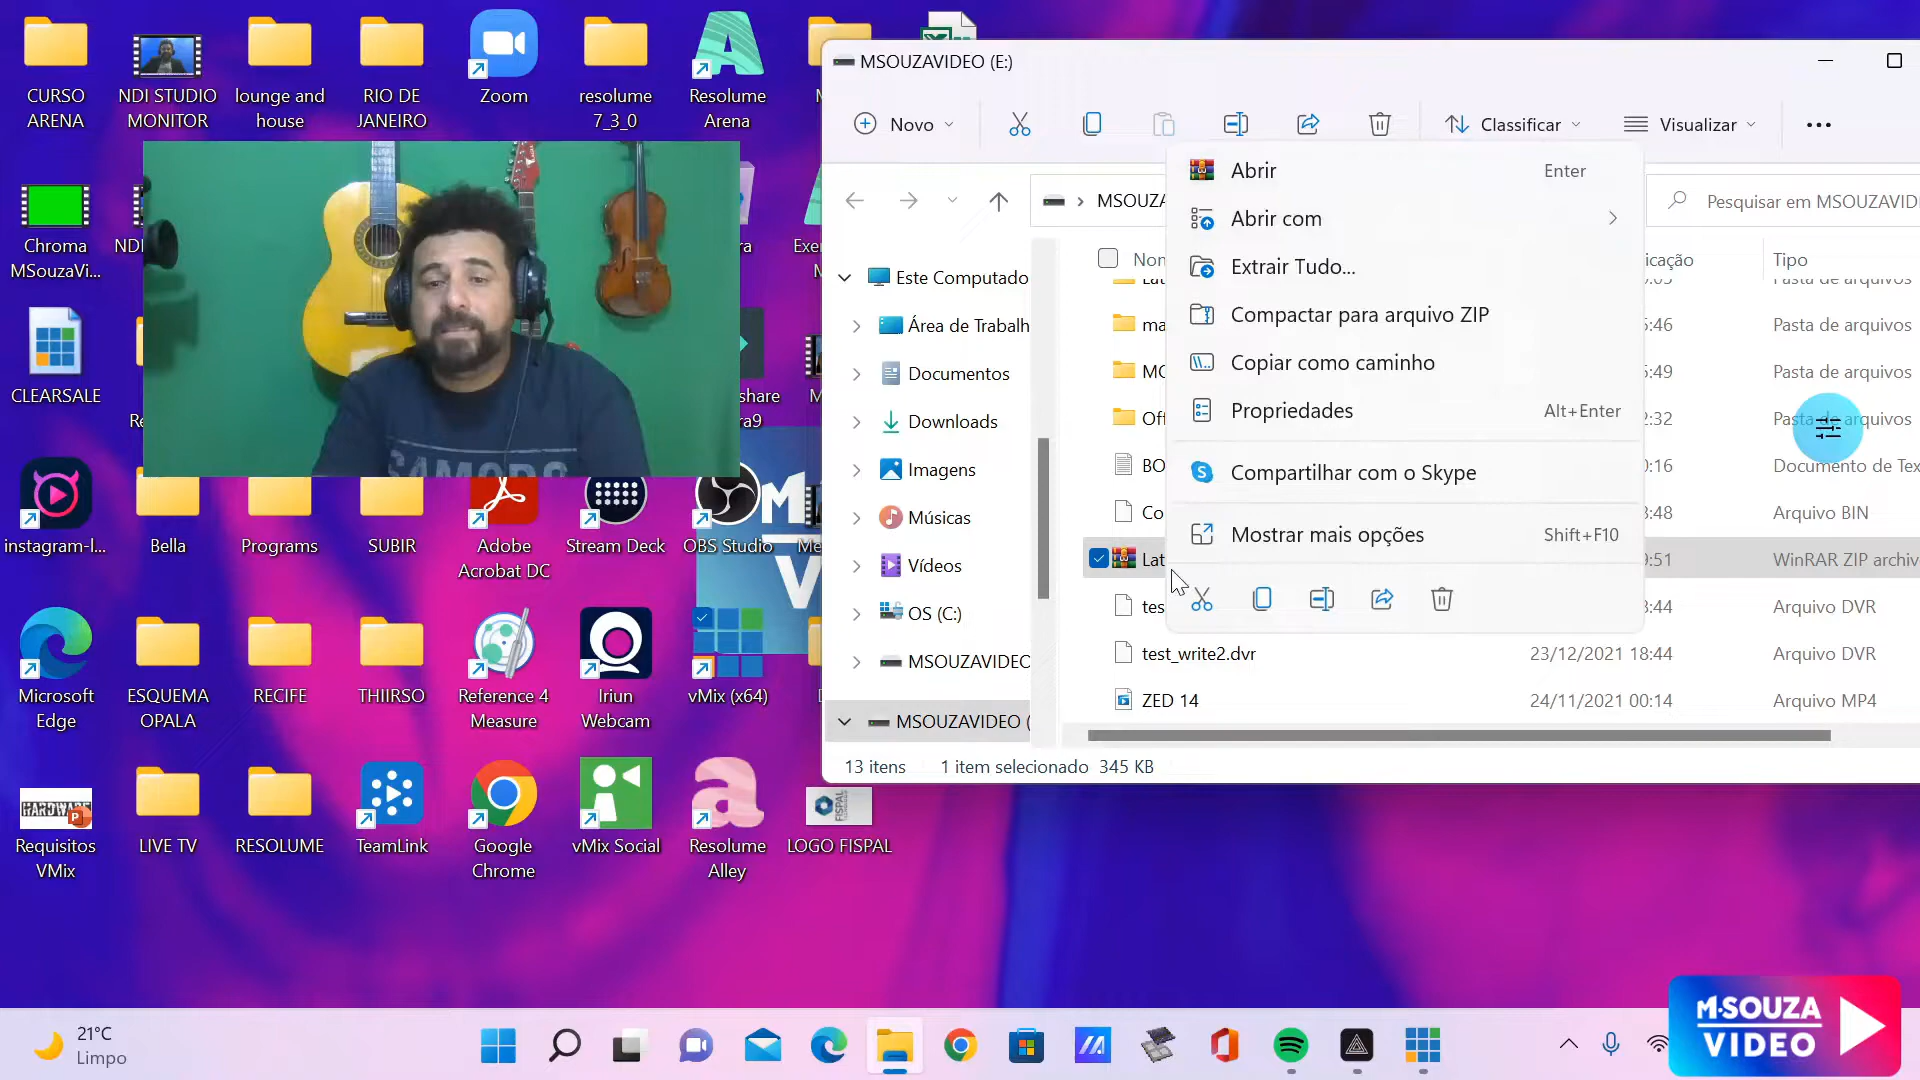 CURSO
ARENA
NDI STUDIO
MONITOR
lounge and
house
RIO DE
JANEIRO
Zoom
resolume
7_3_0
Resolume
Arena
Chroma
MSouzaVi...
CLEARSALE
instagram-l...
Bella
Programs
SUBIR
Adobe
Acrobat DC
Stream Deck
OBS Studio
Microsoft
Edge
ESQUEMA
OPALA
RECIFE
THIIRSO
Reference 4
Measure
Iriun
Webcam
vMix (x64)
HARDWARE
Requisitos
VMix
LIVE TV
RESOLUME
TeamLink
Google
Chrome
vMix Social
Resolume
Alley
FISPAL
LOGO FISPAL
MSOUZAVIDEO (E:)
Novo
Classificar
Visualizar
Pesquisar em MSOUZAVID
Tipo
Este Computado
Área de Trabalh
Documentos
Downloads
Imagens
Músicas
Vídeos
OS (C:)
MSOUZAVIDEO
MSOUZAVIDEO (
Abrir Enter
Abrir com
Extrair Tudo...
Compactar para arquivo ZIP
Copiar como caminho
Propriedades Alt+Enter
Compartilhar com o Skype
Mostrar mais opções Shift+F10
Pasta de arquivos
Pasta de arquivos
Pasta de arquivos
Pasta de arquivos
Documento de Tex
Arquivo BIN
WinRAR ZIP archiv
Arquivo DVR
test_write2.dvr 23/12/2021 18:44 Arquivo DVR
ZED 14 24/11/2021 00:14 Arquivo MP4
13 itens 1 item selecionado 345 KB
21°C
Limpo
M·SOUZA
VIDEO